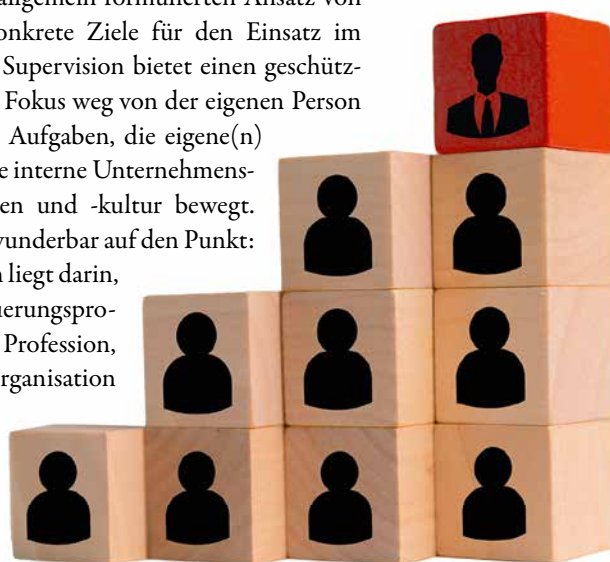 allgemein formulierten Ansatz von
onkrete Ziele für den Einsatz im
Supervision bietet einen geschütz-
Fokus weg von der eigenen Person
Aufgaben, die eigene(n)
e interne Unternehmens-
en und -kultur bewegt.
wunderbar auf den Punkt:
n liegt darin,
uerungspro-
Profession,
rganisation